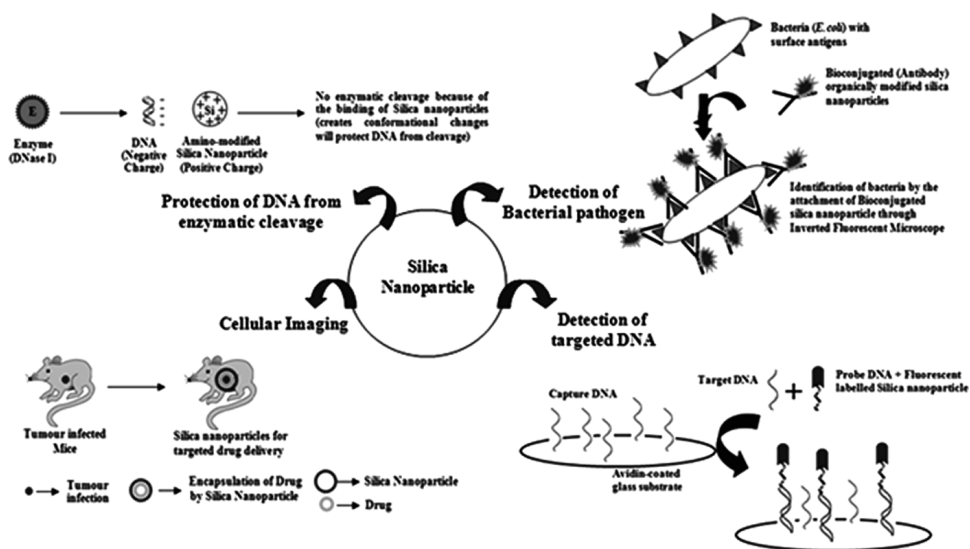 Bacteria (E. coli) with
surface antigens
Bioconjugated (Antibody)
organically modified silica
nanoparticles
Identification of bacteria by the
attachment of Bioconjugated
silica nanoparticle through
Inverted Fluorescent Microscope
No enzymatic cleavage because of
the binding of Silica nanoparticles
(creates conformational changes
will protect DNA from cleavage)
E
Si
Enzyme
(DNase I)
DNA
(Negative
Charge)
Amino-modified
Silica Nanoparticle
(Positive Charge)
Protection of DNA from
enzymatic cleavage
Detection of
Bacterial pathogen
Silica
Nanoparticle
Cellular Imaging
Detection of
targeted DNA
Tumour infected
Mice
Silica nanoparticles for
targeted drug delivery
Tumour
infection
Encapsulation of Drug
by Silica Nanoparticle
Silica Nanoparticle
Drug
Capture DNA
Avidin-coated
glass substrate
Target DNA
+
Probe DNA + Fluorescent
labelled Silica nanoparticle